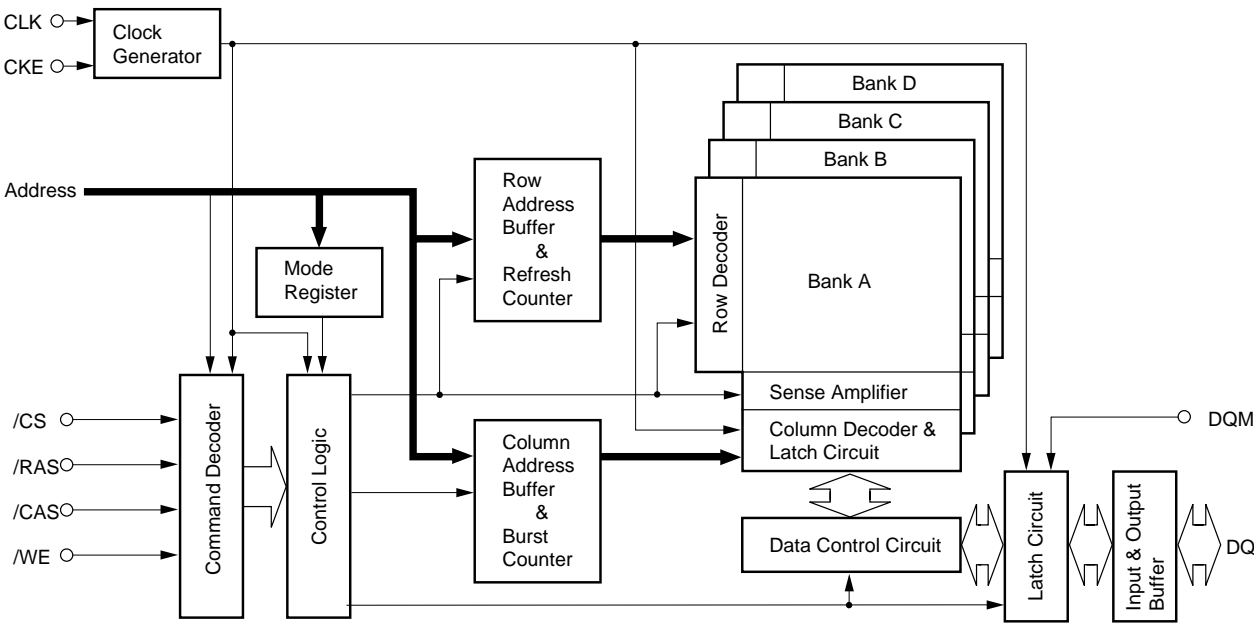 CLK
CKE
Clock
Generator
Bank D
Bank C
Bank B
Address
Row
Address
Buffer
&
Refresh
Counter
Row Decoder
Bank A
Mode
Register
Sense Amplifier
Column Decoder &
Latch Circuit
/CS
/RAS
/CAS
/WE
Command Decoder
Control Logic
Column
Address
Buffer
&
Burst
Counter
DQM
Data Control Circuit
Latch Circuit
Input & Output
Buffer
DQ